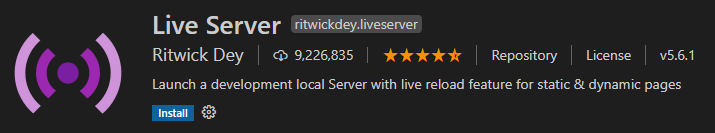 Live Server ritwickdey.liveserver
Ritwick Dey 9,226,835 Repository License v5.6.1
Launch a development local Server with live reload feature for static & dynamic pages
Install